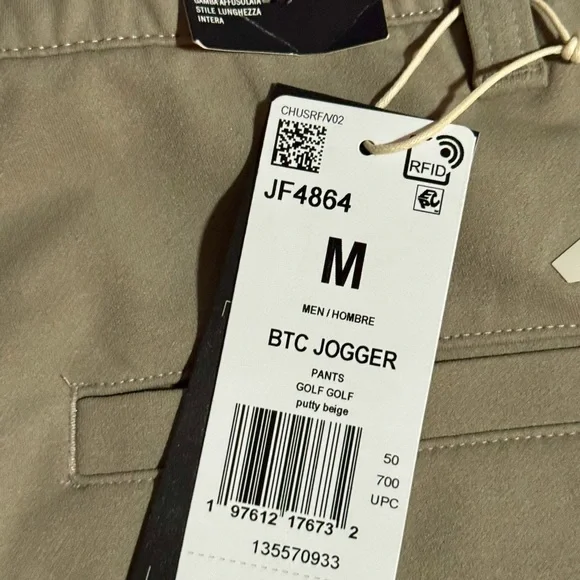 GAMBA AFFUSOLATA
STILE LUNGHEZZA
INTERA
CHUSRF/V02
RFID
JF4864
M
MEN / HOMBRE
BTC JOGGER
PANTS
GOLF GOLF
putty beige
50
700
UPC
1 97612 17673 2
135570933